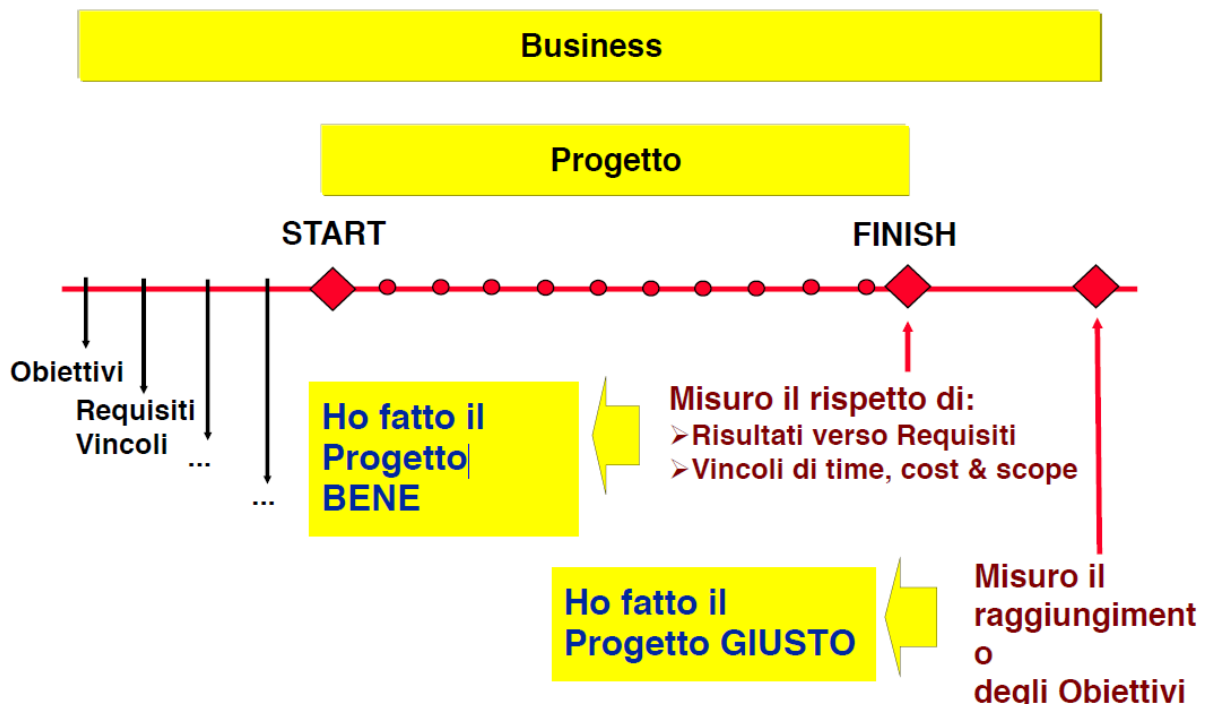 Business
Progetto
START
FINISH
Obiettivi
Requisiti
Vincoli
...
...
Ho fatto il
Progetto
BENE
Misuro il rispetto di:
➢Risultati verso Requisiti
➢Vincoli di time, cost & scope
Ho fatto il
Progetto GIUSTO
Misuro il
raggiungiment
o
degli Obiettivi